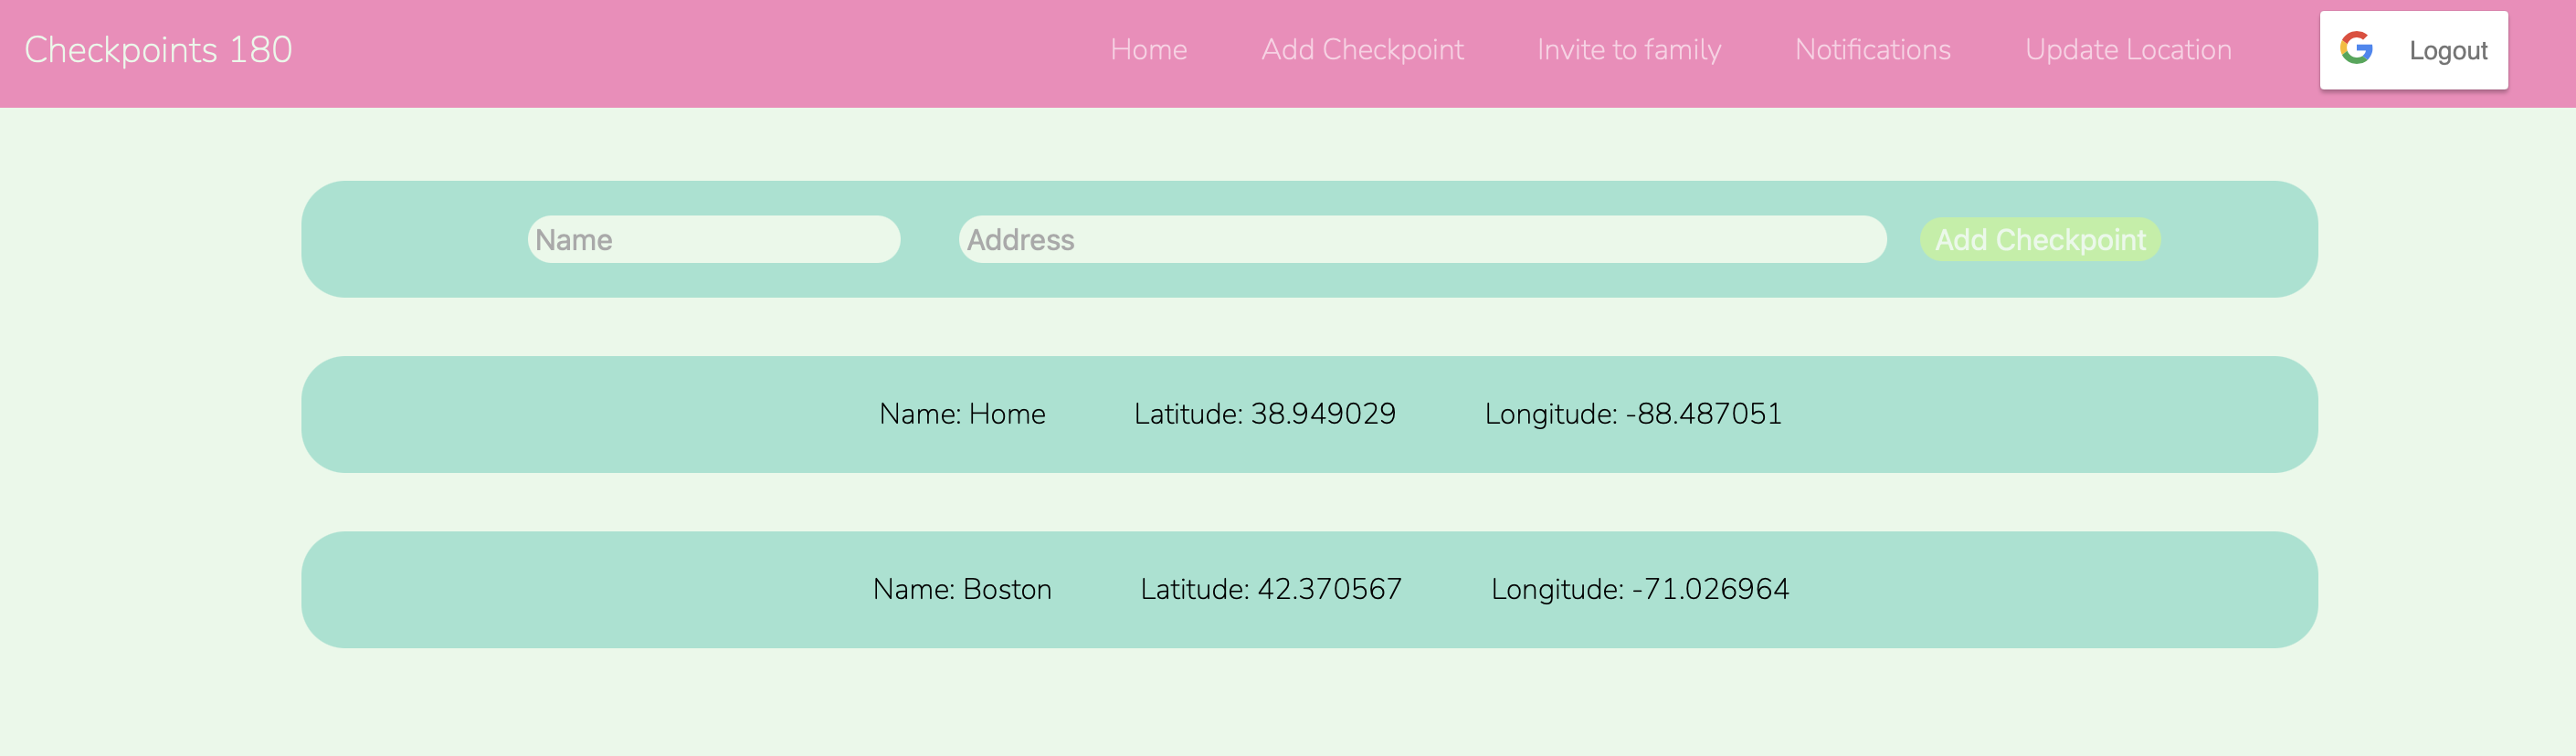 Checkpoints 180 Home Add Checkpoint Invite to family Notifications Update Location Logout
Name Address Add Checkpoint
Name: Home Latitude: 38.949029 Longitude: -88.487051
Name: Boston Latitude: 42.370567 Longitude: -71.026964